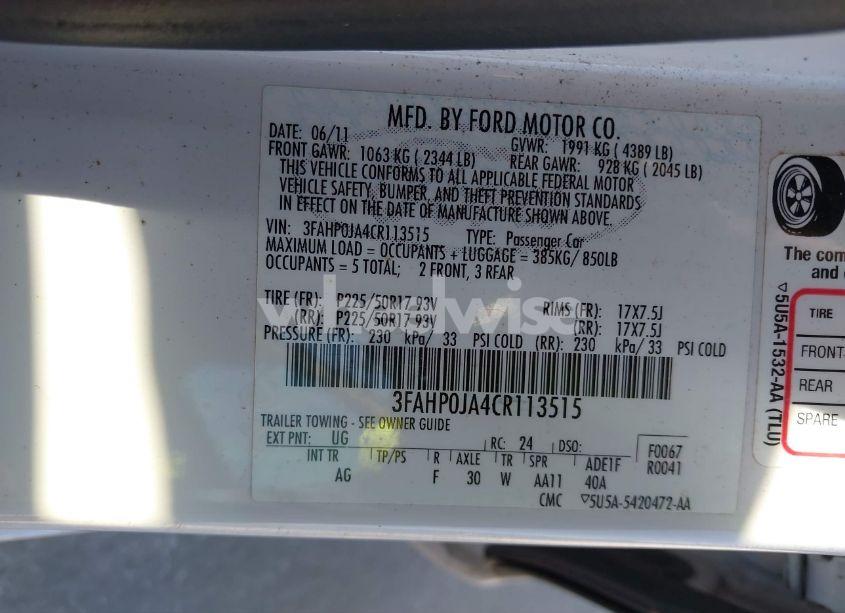 MFD. BY FORD MOTOR CO.
DATE: 06/11 GVWR: 1991 KG ( 4389 LB)
FRONT GAWR: 1063 KG ( 2344 LB) REAR GAWR: 928 KG ( 2045 LB)
THIS VEHICLE CONFORMS TO ALL APPLICABLE FEDERAL MOTOR
VEHICLE SAFETY, BUMPER, AND THEFT PREVENTION STANDARDS
IN EFFECT ON THE DATE OF MANUFACTURE SHOWN ABOVE.
VIN: 3FAHP0JA4CR113515 TYPE: Passenger Car
MAXIMUM LOAD = OCCUPANTS + LUGGAGE = 385KG/ 850LB
OCCUPANTS = 5 TOTAL; 2 FRONT, 3 REAR
wheelwise
TIRE (FR): P225/50R17 93V RIMS (FR): 17X7.5J
(RR): P225/50R17 93V (RR): 17X7.5J
PRESSURE (FR): 230 kPa/ 33 PSI COLD (RR): 230 kPa/ 33 PSI COLD
3FAHP0JA4CR113515
TRAILER TOWING - SEE OWNER GUIDE
EXT PNT: UG RC: 24 DSO: F0067
INT TR TP/PS R AXLE TR SPR ADE1F R0041
AG F 30 W AA11 40A
CMC ▽5U5A-5420472-AA
The com
and
▽5U5A-1532-AA (TLU)
TIRE
FRONT
REAR
SPARE